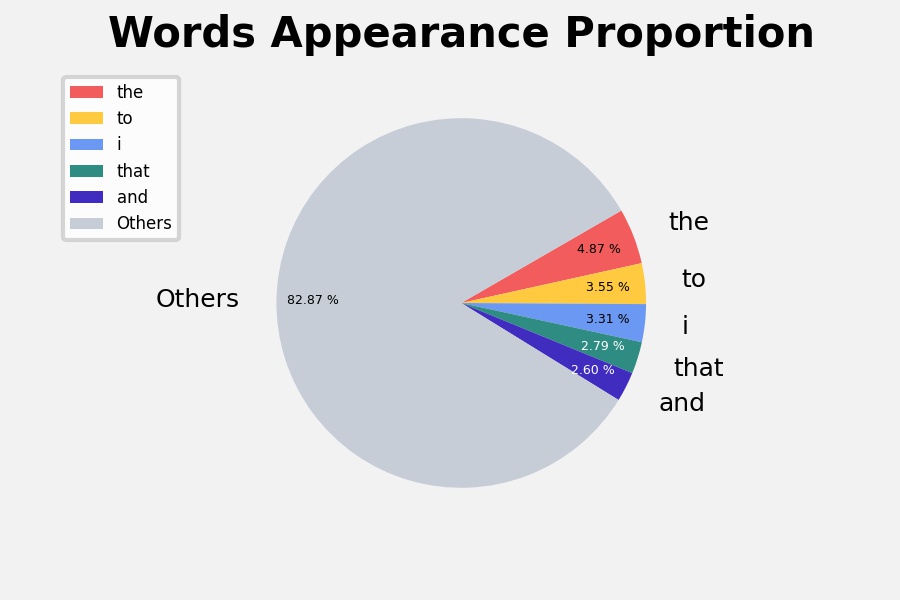 Words Appearance Proportion
the
to
i
that
and
Others
the
4.87 %
to
3.55 %
i
3.31 %
that
2.79 %
and
2.60 %
Others
82.87 %